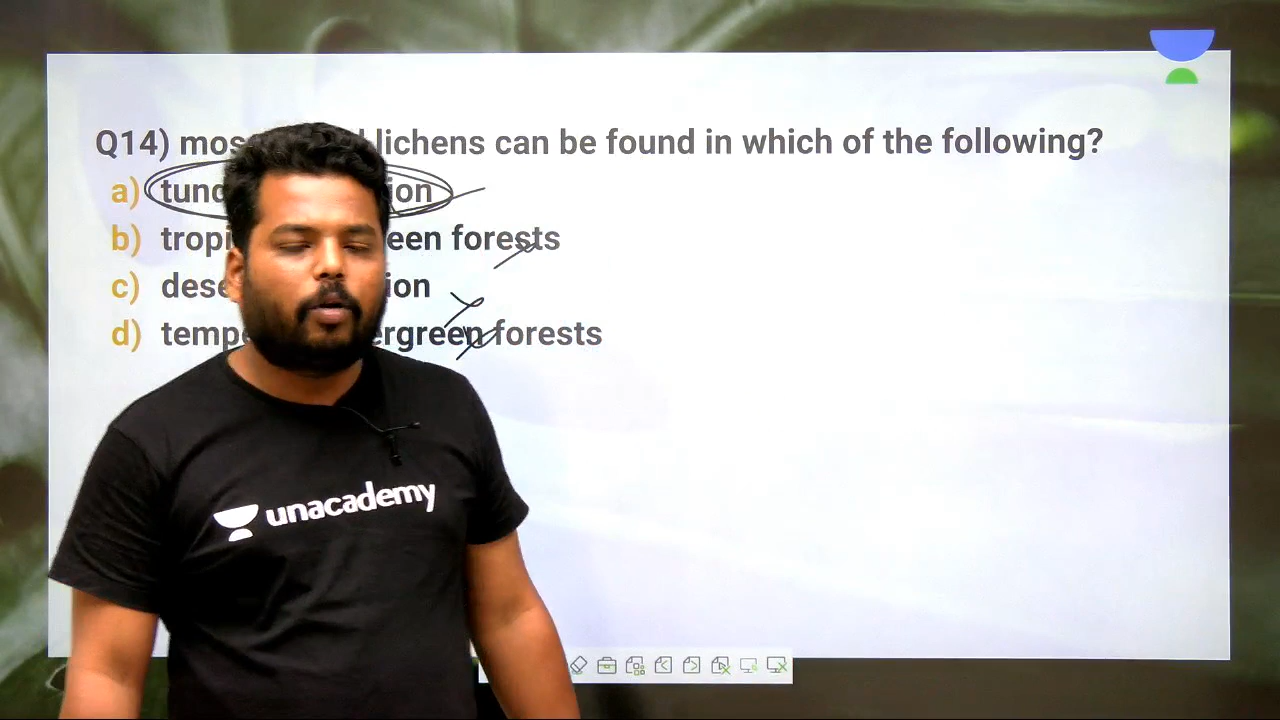 Q14) mos lichens can be found in which of the following?
a) tund ion
b) tropi een forests
c) dese ion
d) tempe ergreen forests
unacademy